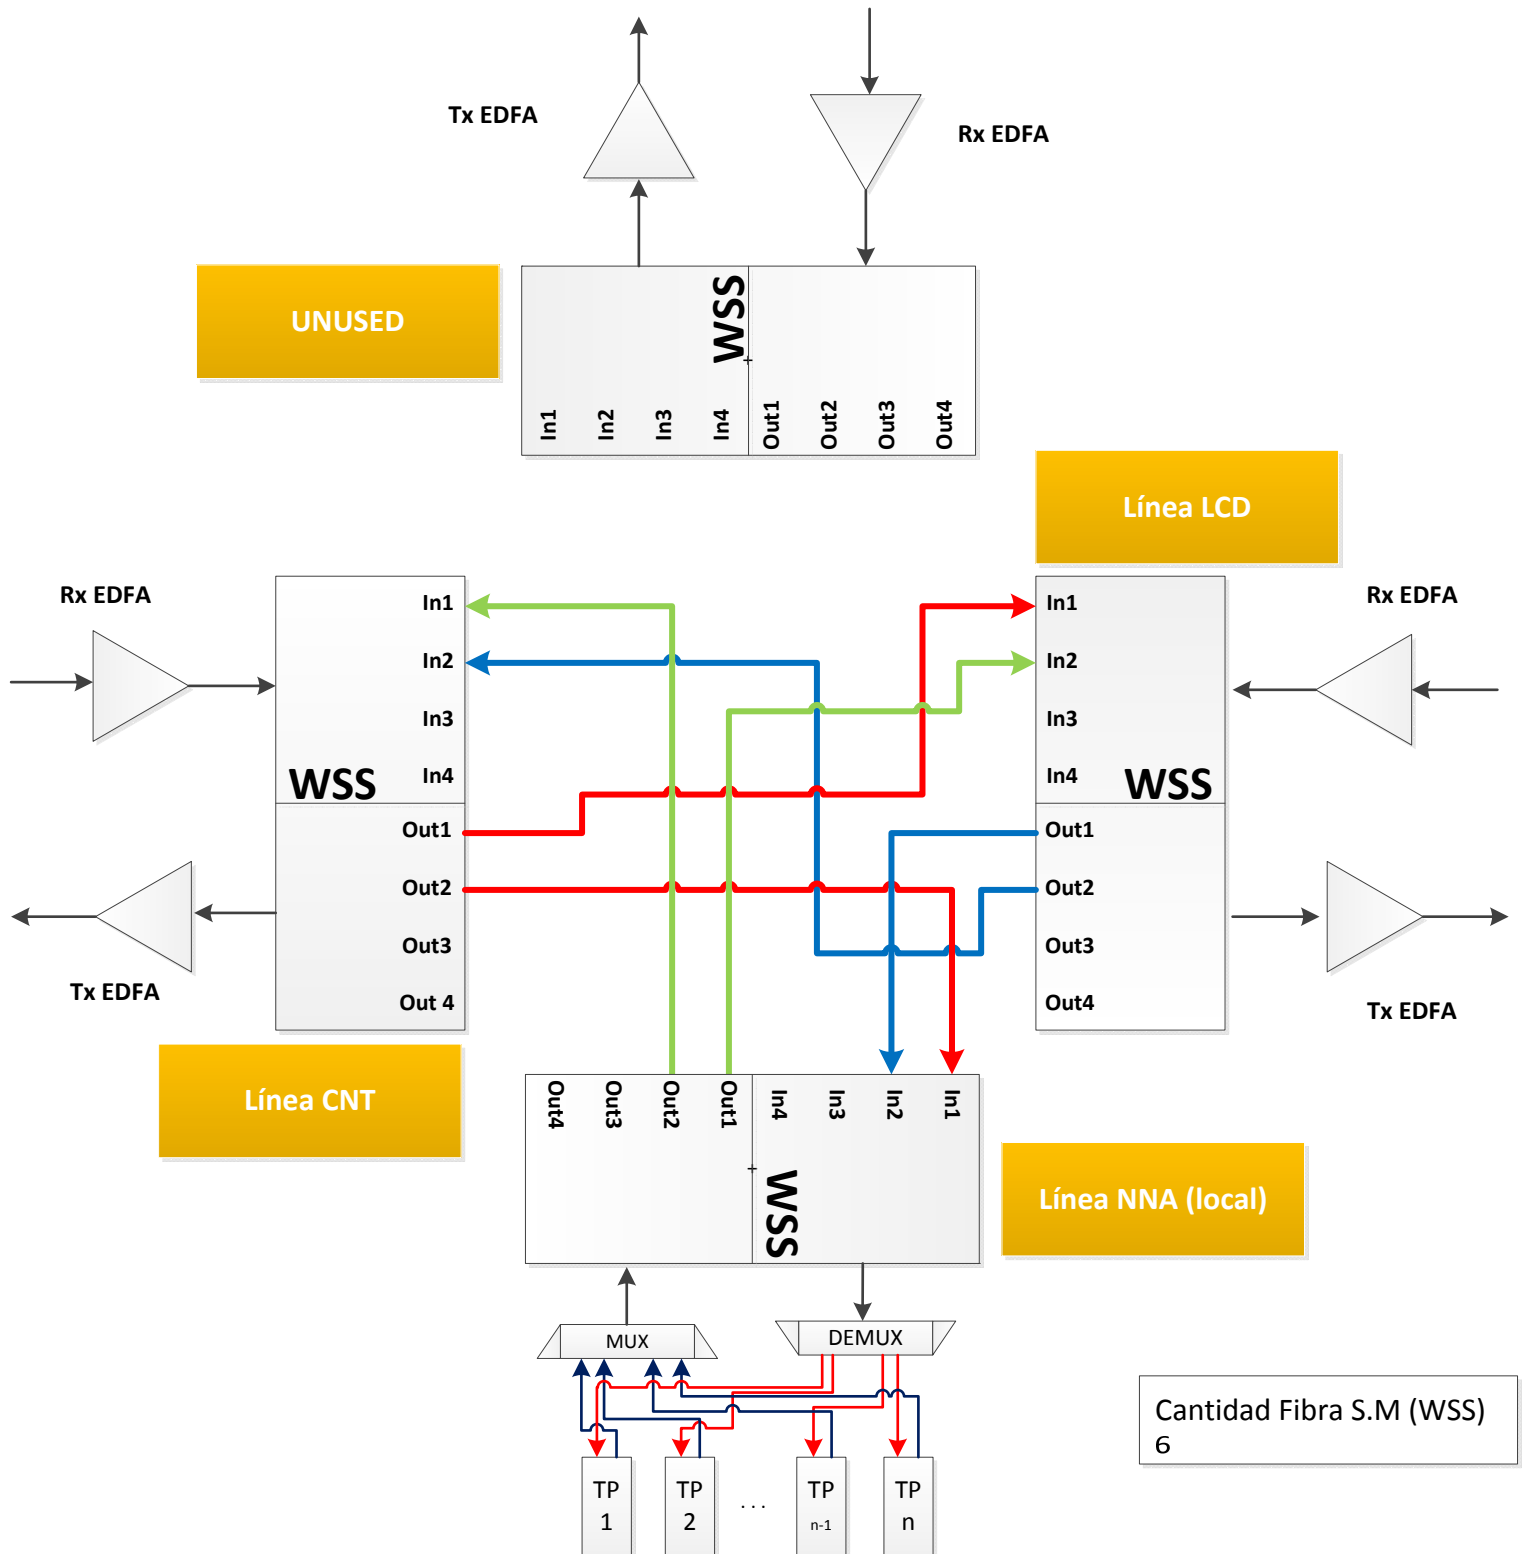 Tx EDFA
Rx EDFA
UNUSED
WSS
In1
In2
In3
In4
Out1
Out2
Out3
Out4
Línea LCD
Rx EDFA
In1
In2
In3
In4
WSS
Out1
Out2
Out3
Out 4
Tx EDFA
Línea CNT
In1
In2
In3
In4
WSS
Out1
Out2
Out3
Out4
Rx EDFA
Tx EDFA
Out4
Out3
Out2
Out1
In4
In3
In2
In1
WSS
Línea NNA (local)
MUX
DEMUX
TP
1
TP
2
. . .
TP
n-1
TP
n
Cantidad Fibra S.M (WSS)
6